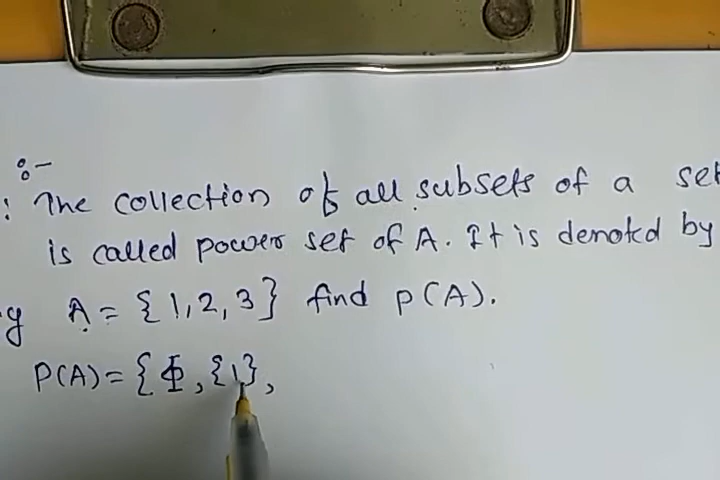 :-
: The collection of all subsets of a set
is called power set of A. It is denoted by
g A = {1, 2, 3} find p(A).
P(A) = { Φ, {1},